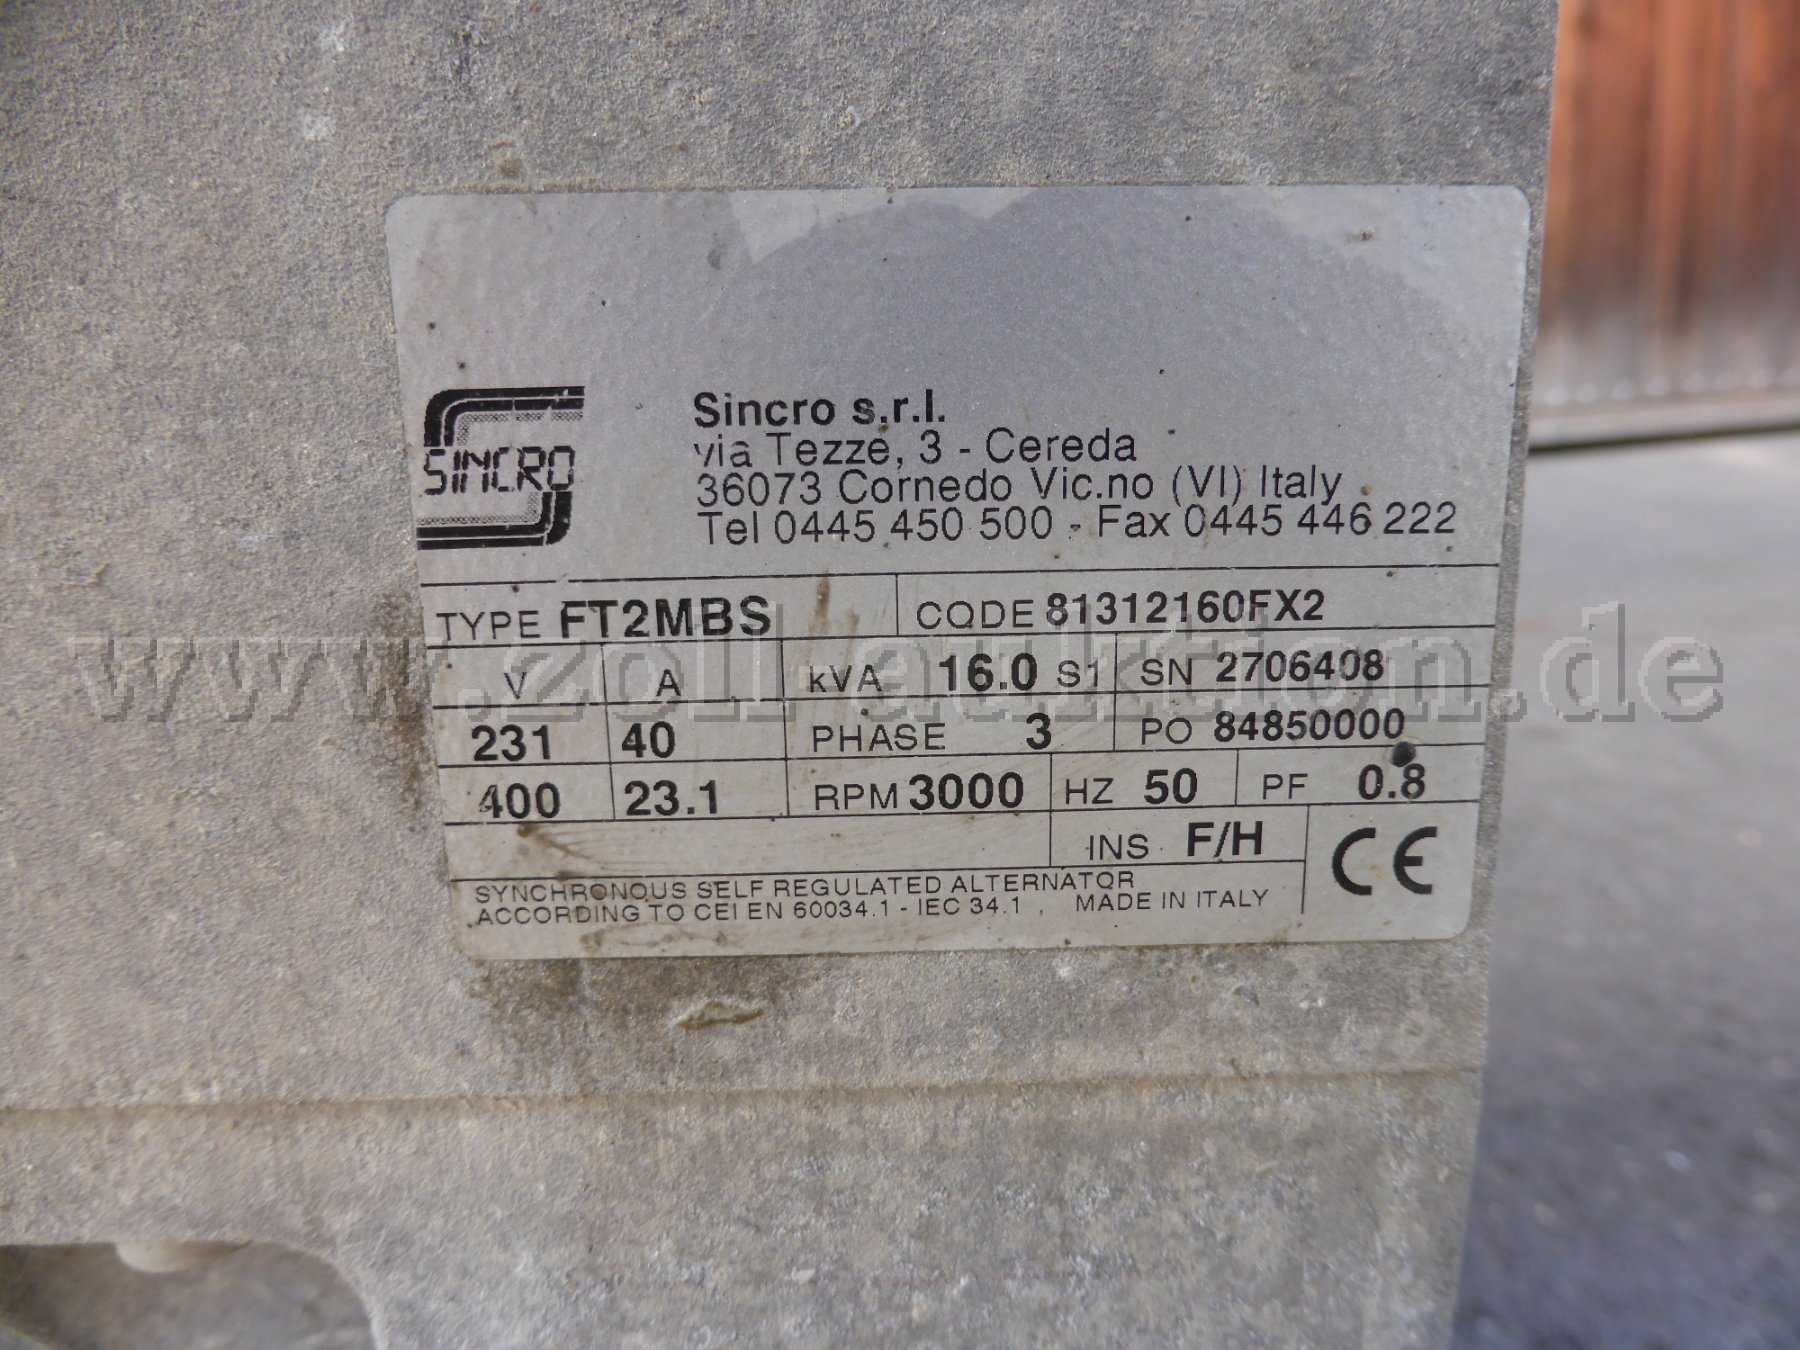 SINCRO
Sincro s.r.l.
via Tezze, 3 - Cereda
36073 Cornedo Vic.no (VI) Italy
Tel 0445 450 500 - Fax 0445 446 222
TYPE FT2MBS CODE 81312160FX2
V A kVA 16.0 S1 SN 2706408
231 40 PHASE 3 PO 84850000
400 23.1 RPM 3000 HZ 50 PF 0.8
INS F/H CE
SYNCHRONOUS SELF REGULATED ALTERNATOR
ACCORDING TO CEI EN 60034.1 - IEC 34.1 , MADE IN ITALY
www.zoll-auktion.de